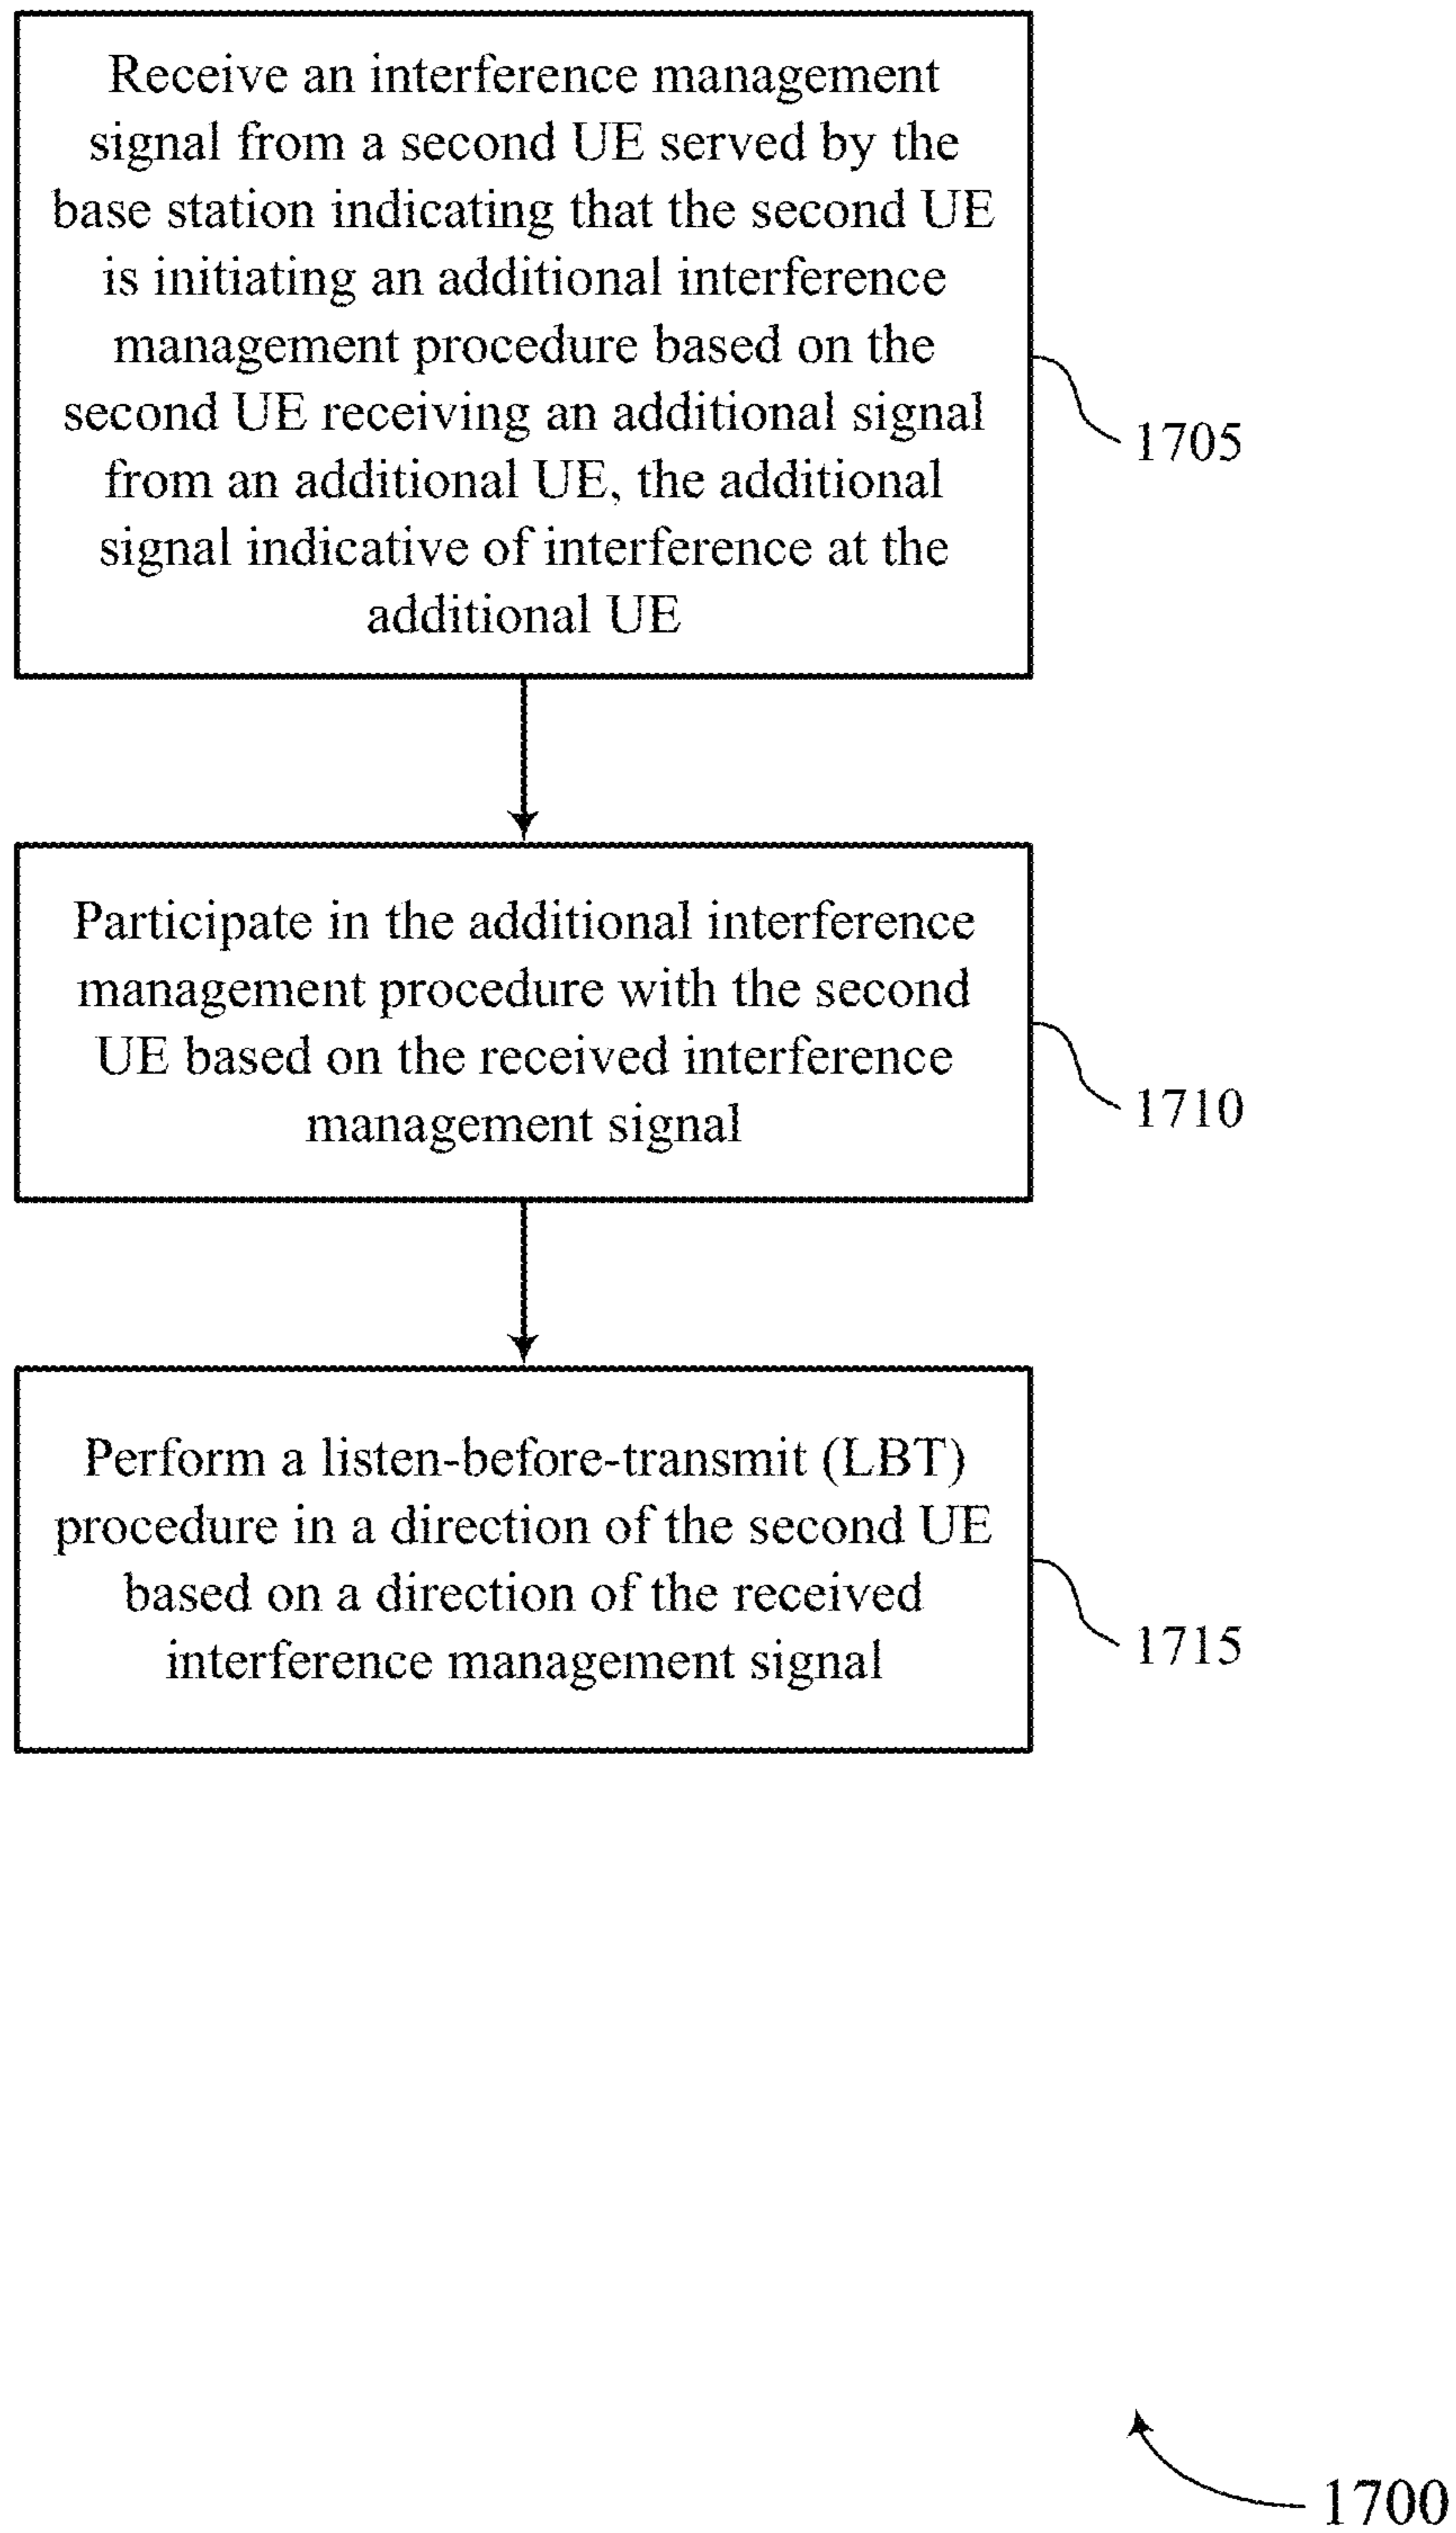 Receive an interference management
signal from a second UE served by the
base station indicating that the second UE
is initiating an additional interference
management procedure based on the
second UE receiving an additional signal
from an additional UE, the additional
signal indicative of interference at the
additional UE
1705
Participate in the additional interference
management procedure with the second
UE based on the received interference
management signal
1710
Perform a listen-before-transmit (LBT)
procedure in a direction of the second UE
based on a direction of the received
interference management signal
1715
1700